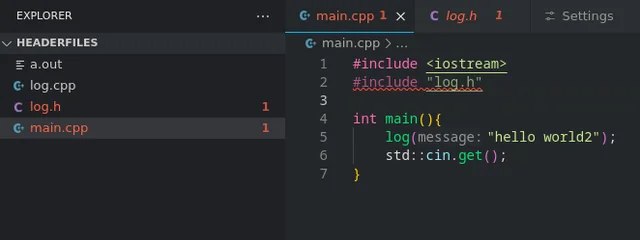 EXPLORER ...
main.cpp 1 × log.h 1 Settings
HEADERFILES
main.cpp > ...
a.out
log.cpp
log.h 1
main.cpp 1
1 #include <iostream>
2 #include "log.h"
3
4 int main(){
5 log(message: "hello world2");
6 std::cin.get();
7 }